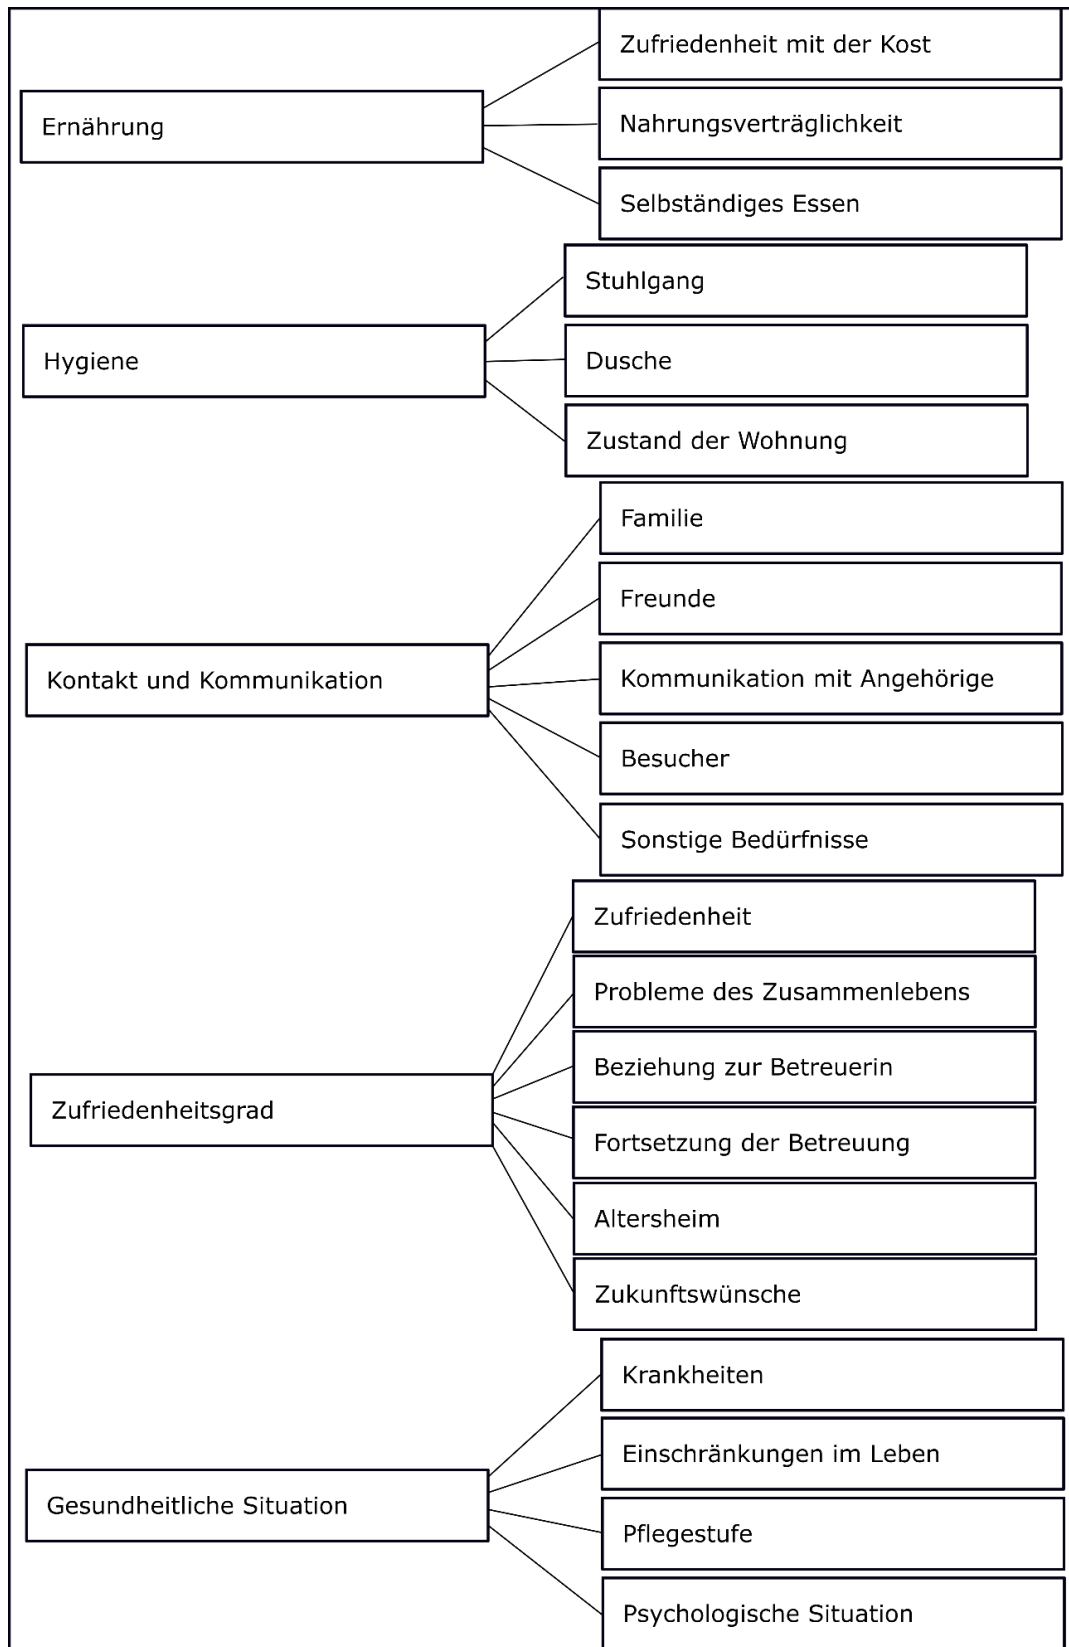 Ernährung
Zufriedenheit mit der Kost
Nahrungsverträglichkeit
Selbständiges Essen
Hygiene
Stuhlgang
Dusche
Zustand der Wohnung
Kontakt und Kommunikation
Familie
Freunde
Kommunikation mit Angehörige
Besucher
Sonstige Bedürfnisse
Zufriedenheitsgrad
Zufriedenheit
Probleme des Zusammenlebens
Beziehung zur Betreuerin
Fortsetzung der Betreuung
Altersheim
Zukunftswünsche
Gesundheitliche Situation
Krankheiten
Einschränkungen im Leben
Pflegestufe
Psychologische Situation